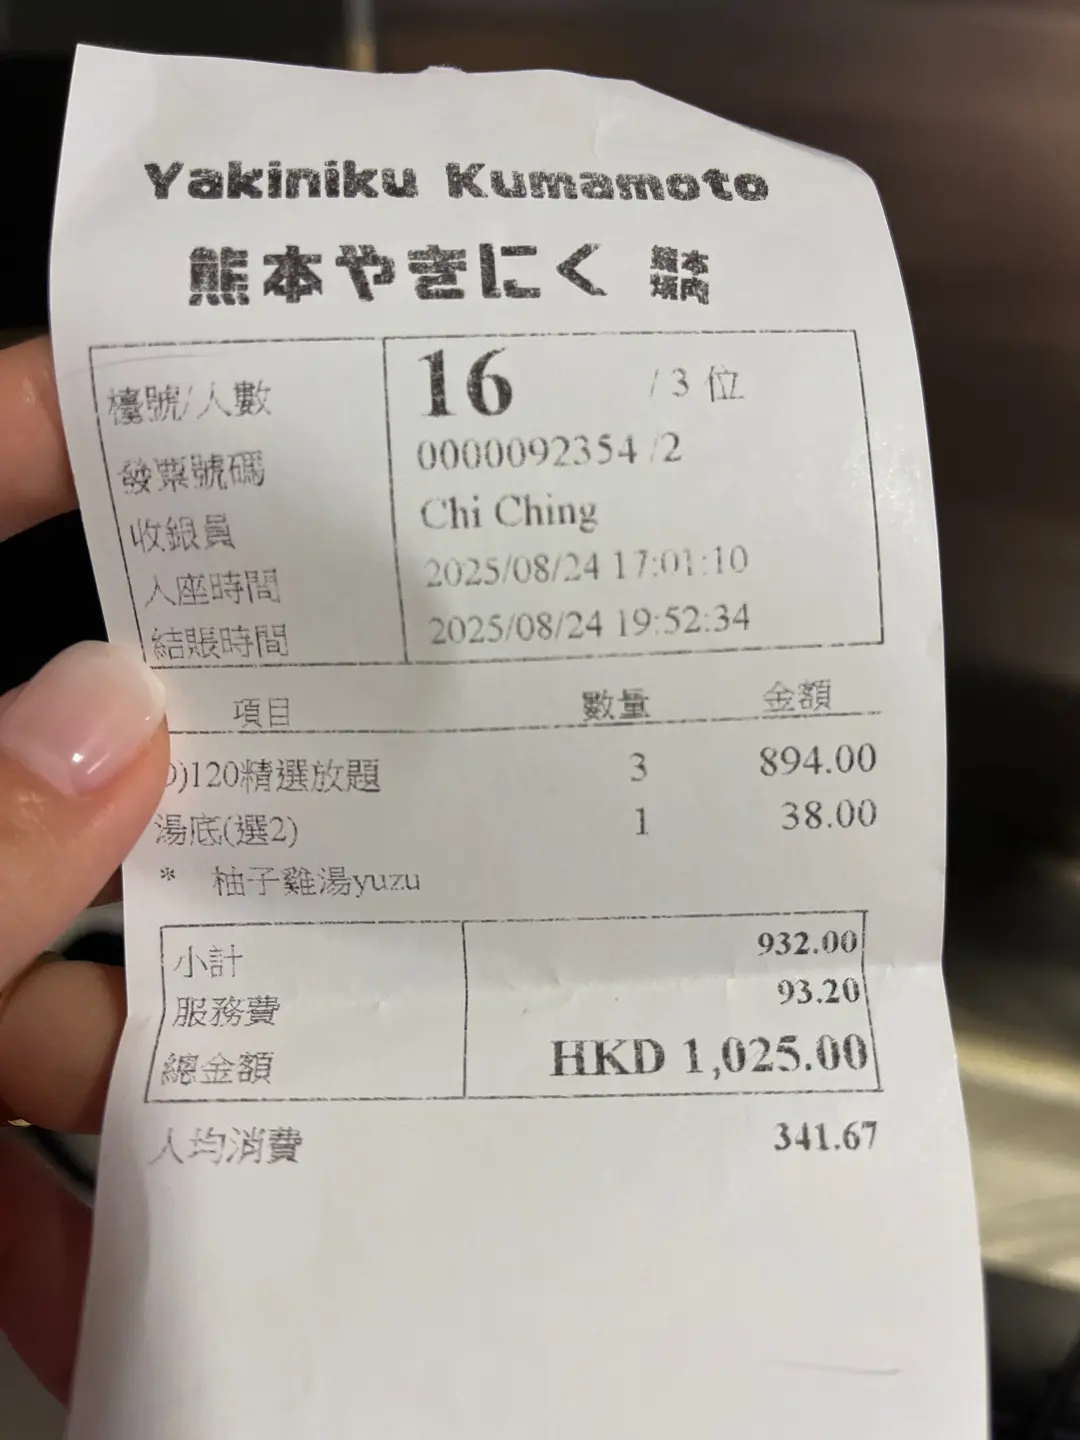 Yakiniku Kumamoto
熊本やきにく 熊本焼肉
檯號/人數 16 /3 位
發票號碼 0000092354 /2
收銀員 Chi Ching
入座時間 2025/08/24 17:01:10
結賬時間 2025/08/24 19:52:34
項目 數量 金額
)120精選放題 3 894.00
湯底(選2) 1 38.00
* 柚子雞湯yuzu
小計 932.00
服務費 93.20
總金額 HKD 1,025.00
人均消費 341.67